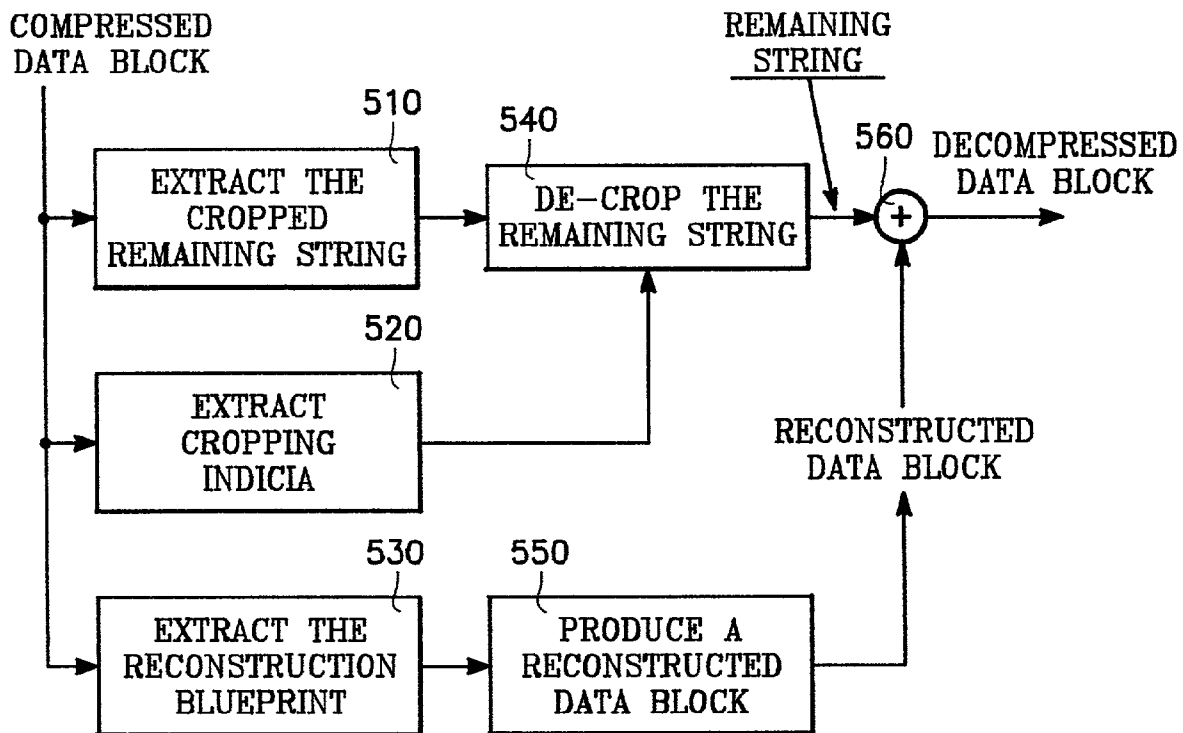 COMPRESSED
DATA BLOCK
REMAINING
STRING
510
EXTRACT THE
CROPPED
REMAINING STRING
540
DE-CROP THE
REMAINING STRING
560
+
DECOMPRESSED
DATA BLOCK
520
EXTRACT
CROPPING
INDICIA
RECONSTRUCTED
DATA BLOCK
530
EXTRACT THE
RECONSTRUCTION
BLUEPRINT
550
PRODUCE A
RECONSTRUCTED
DATA BLOCK